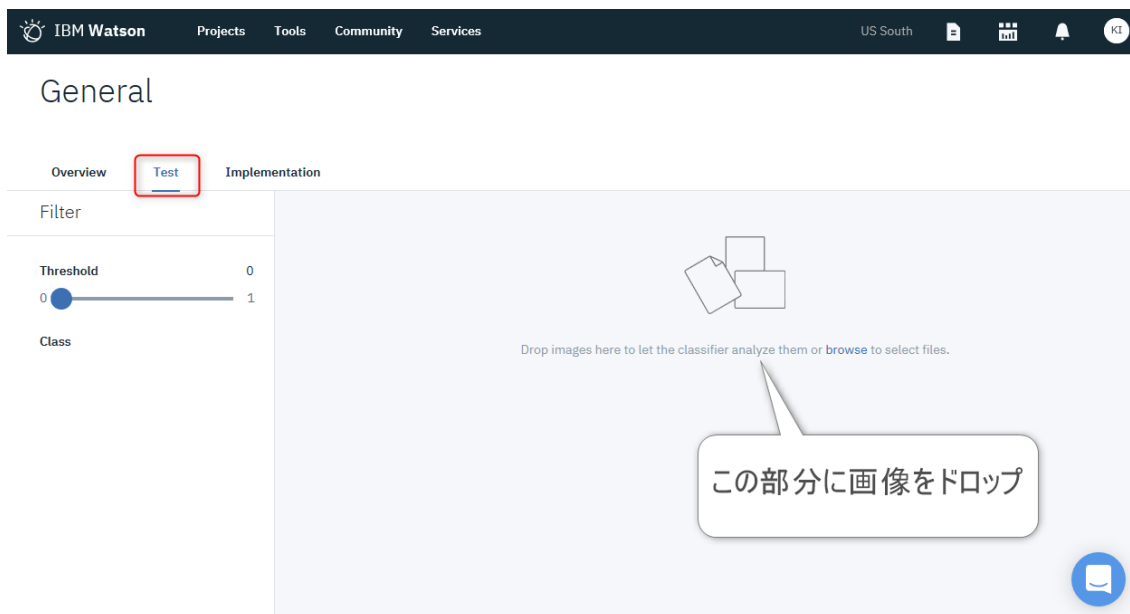 IBM Watson Projects Tools Community Services US South KI
General
Overview Test Implementation
Filter
Threshold 0
0 1
Class
Drop images here to let the classifier analyze them or browse to select files.
この部分に画像をドロップ